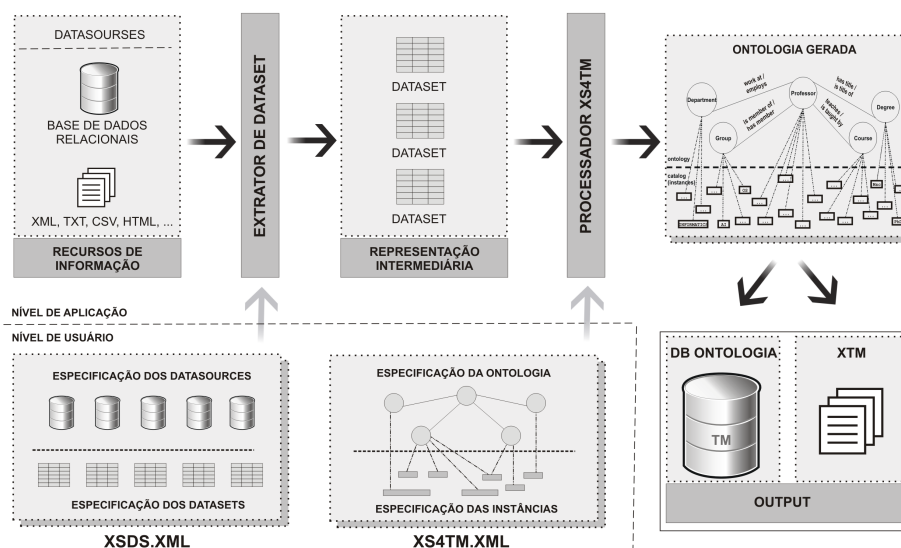 DATASOURSES
BASE DE DADOS
RELACIONAIS
XML, TXT, CSV, HTML, ...
RECURSOS DE
INFORMAÇÃO
EXTRATOR DE DATASET
DATASET
DATASET
DATASET
REPRESENTAÇÃO
INTERMEDIÁRIA
PROCESSADOR XS4TM
ONTOLOGIA GERADA
work at /
employs
has title /
is title of
Department
Professor
Degree
is member of /
has member
teaches /
is taught by
Group
Course
ontology
catalog
(instances)
...
...
DB
...
...
...
...
...
...
...
...
INFORMATICS
AI
...
...
...
NÍVEL DE APLICAÇÃO
NÍVEL DE USUÁRIO
ESPECIFICAÇÃO DOS DATASOURCES
ESPECIFICAÇÃO DOS DATASETS
XSDS.XML
ESPECIFICAÇÃO DA ONTOLOGIA
ESPECIFICAÇÃO DAS INSTÂNCIAS
XS4TM.XML
DB ONTOLOGIA
TM
XTM
OUTPUT